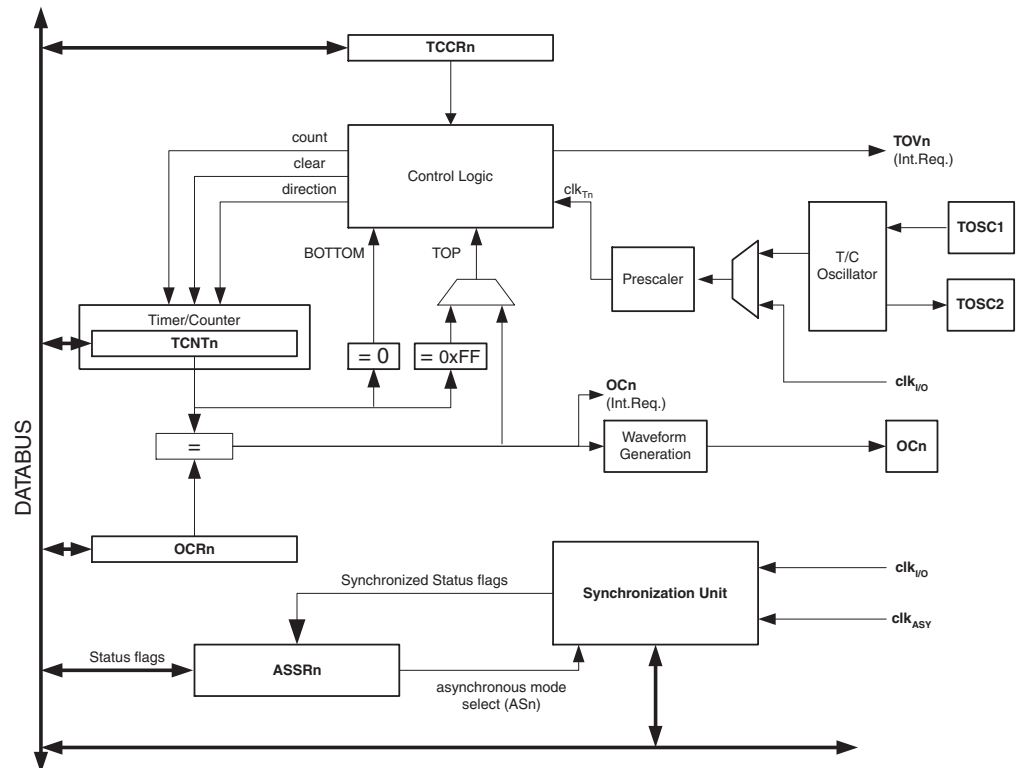 TCCRn
count
clear
direction
Control Logic
clkTn
TOVn
(Int.Req.)
BOTTOM
TOP
Prescaler
T/C
Oscillator
TOSC1
TOSC2
Timer/Counter
TCNTn
= 0
= 0xFF
clkI/O
OCn
(Int.Req.)
=
Waveform
Generation
OCn
DATABUS
OCRn
Synchronized Status flags
Synchronization Unit
clkI/O
clkASY
Status flags
ASSRn
asynchronous mode
select (ASn)